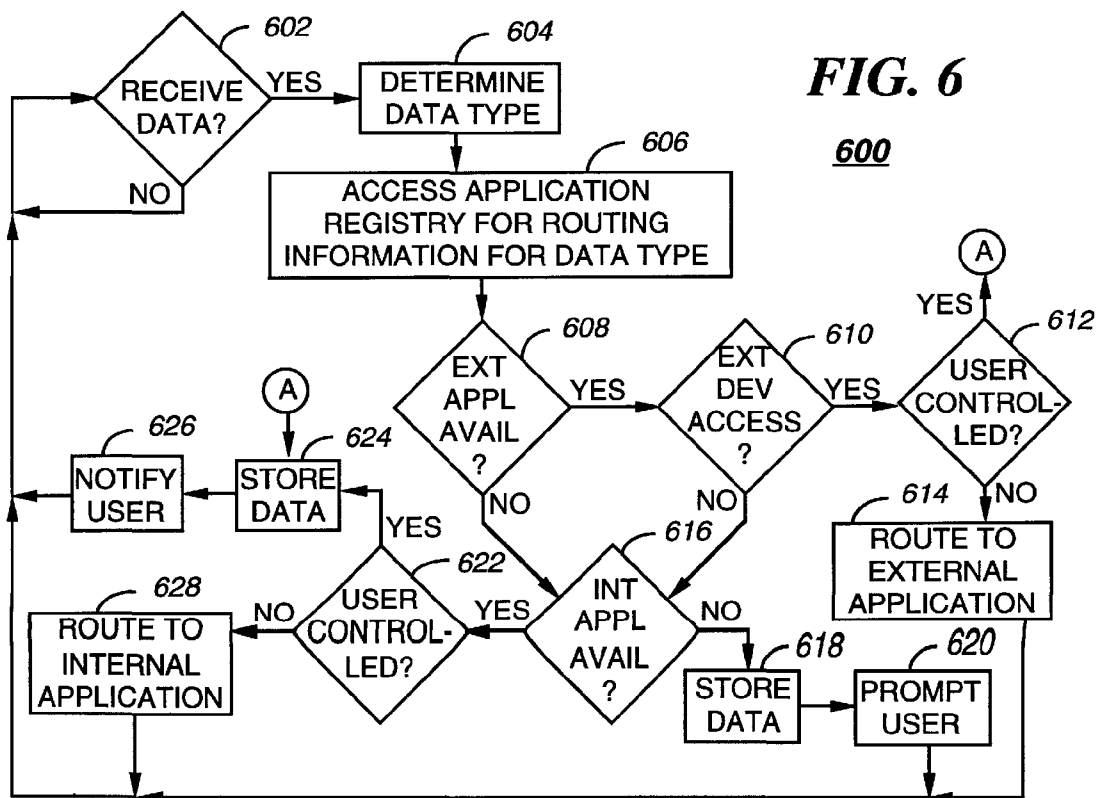 602
RECEIVE
DATA?
YES
NO
604
DETERMINE
DATA TYPE
FIG. 6
600
606
ACCESS APPLICATION
REGISTRY FOR ROUTING
INFORMATION FOR DATA TYPE
608
EXT
APPL
AVAIL
?
YES
NO
610
EXT
DEV
ACCESS
?
YES
NO
A
YES
612
USER
CONTROL-
LED?
NO
614
ROUTE TO
EXTERNAL
APPLICATION
A
626
NOTIFY
USER
624
STORE
DATA
YES
622
USER
CONTROL-
LED?
NO
628
ROUTE TO
INTERNAL
APPLICATION
616
INT
APPL
AVAIL
?
YES
NO
618
STORE
DATA
620
PROMPT
USER